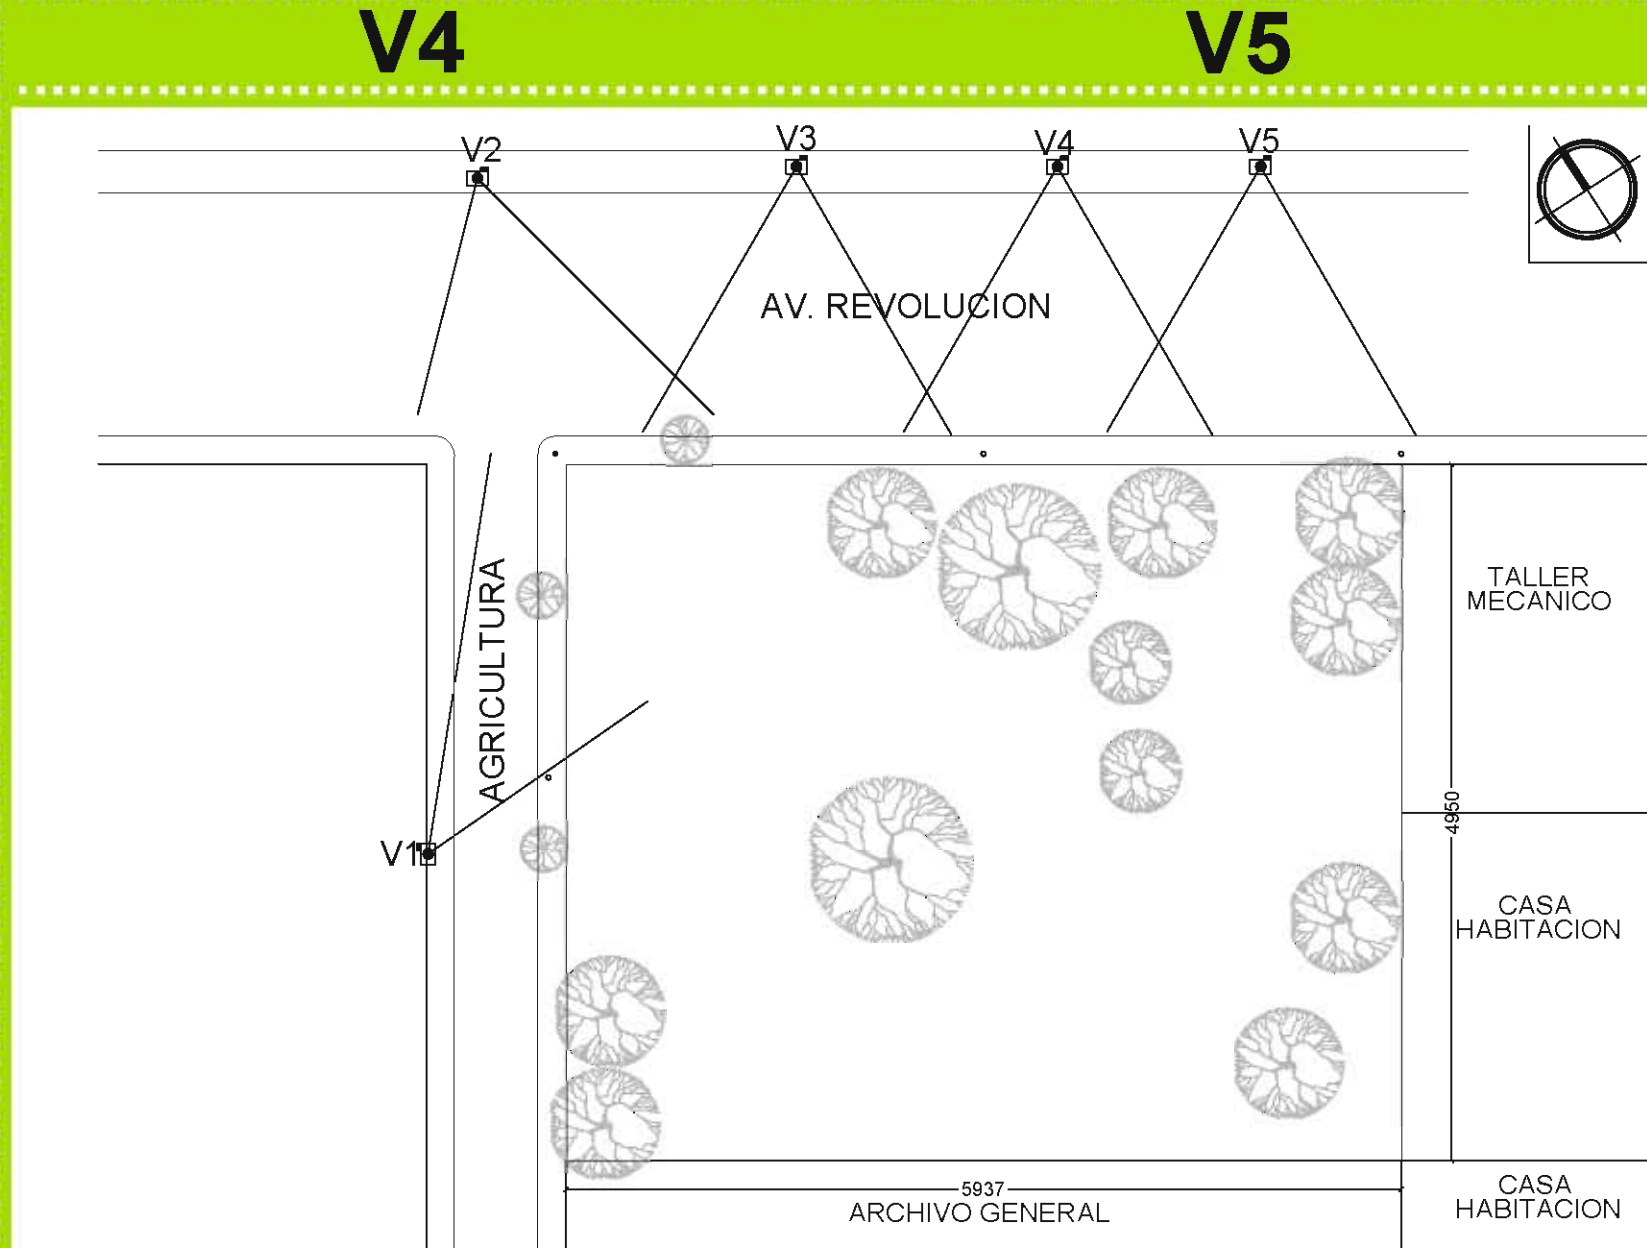 V4 V5
V2 V3 V4 V5
AV. REVOLUCION
AGRICULTURA
TALLER
MECANICO
4950
V1
CASA
HABITACION
5937
ARCHIVO GENERAL
CASA
HABITACION